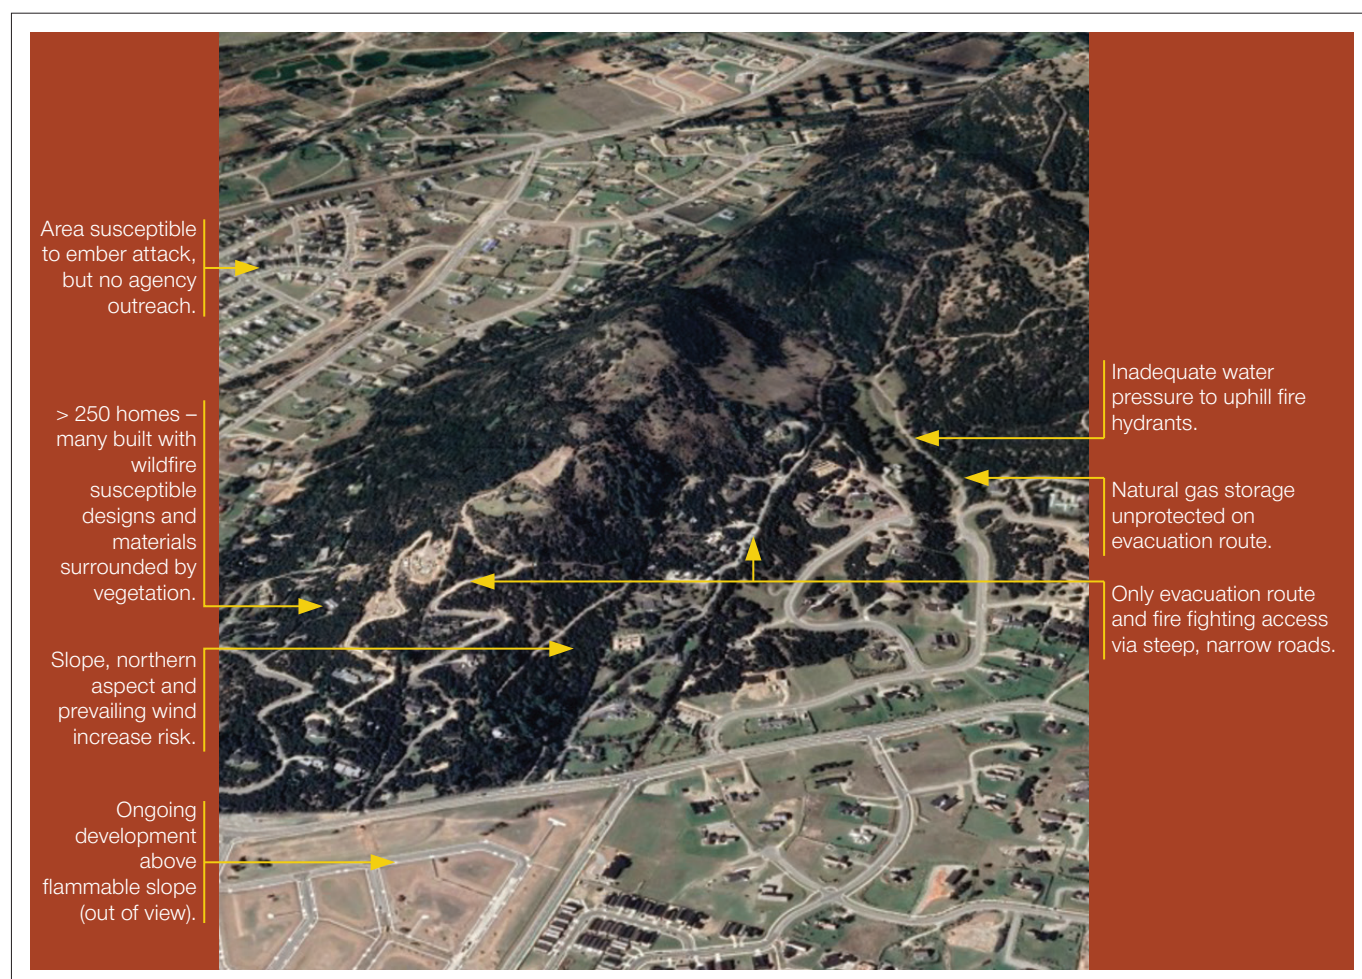 Area susceptible
to ember attack,
but no agency
outreach.
> 250 homes –
many built with
wildfire
susceptible
designs and
materials
surrounded by
vegetation.
Slope, northern
aspect and
prevailing wind
increase risk.
Ongoing
development
above
flammable slope
(out of view).
Inadequate water
pressure to uphill fire
hydrants.
Natural gas storage
unprotected on
evacuation route.
Only evacuation route
and fire fighting access
via steep, narrow roads.